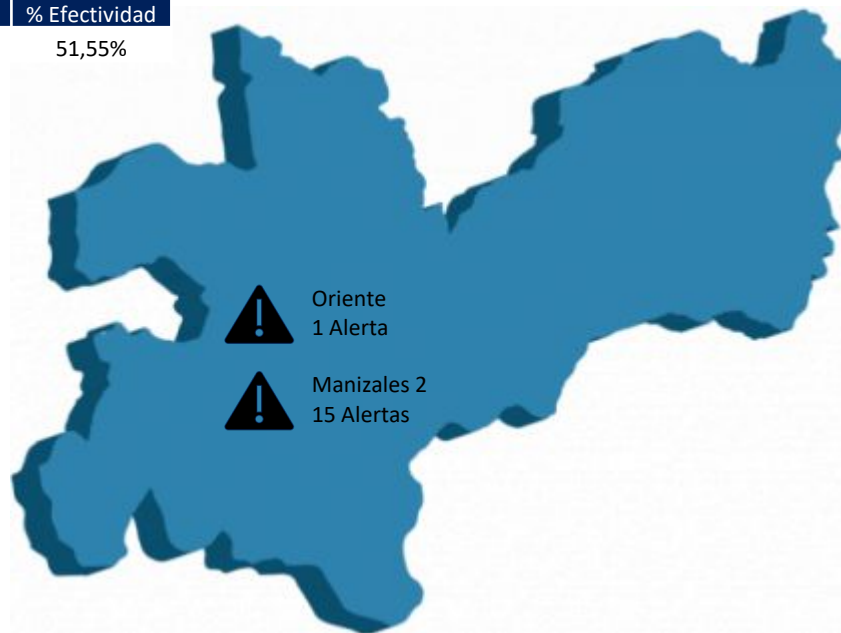 % Efectividad
51,55%
Oriente
1 Alerta
Manizales 2
15 Alertas